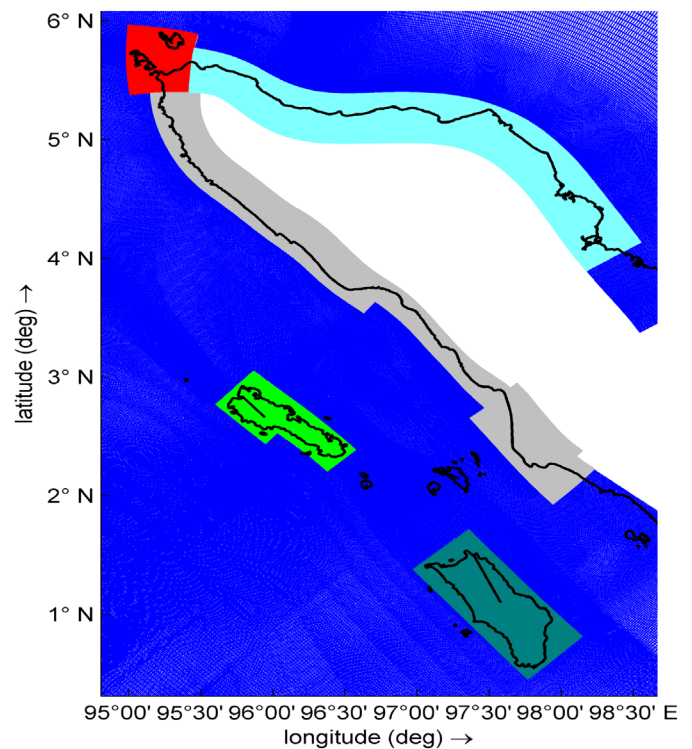 6° N
5° N
4° N
3° N
2° N
1° N
latitude (deg) →
95°00' 95°30' 96°00' 96°30' 97°00' 97°30' 98°00' 98°30' E
longitude (deg) →